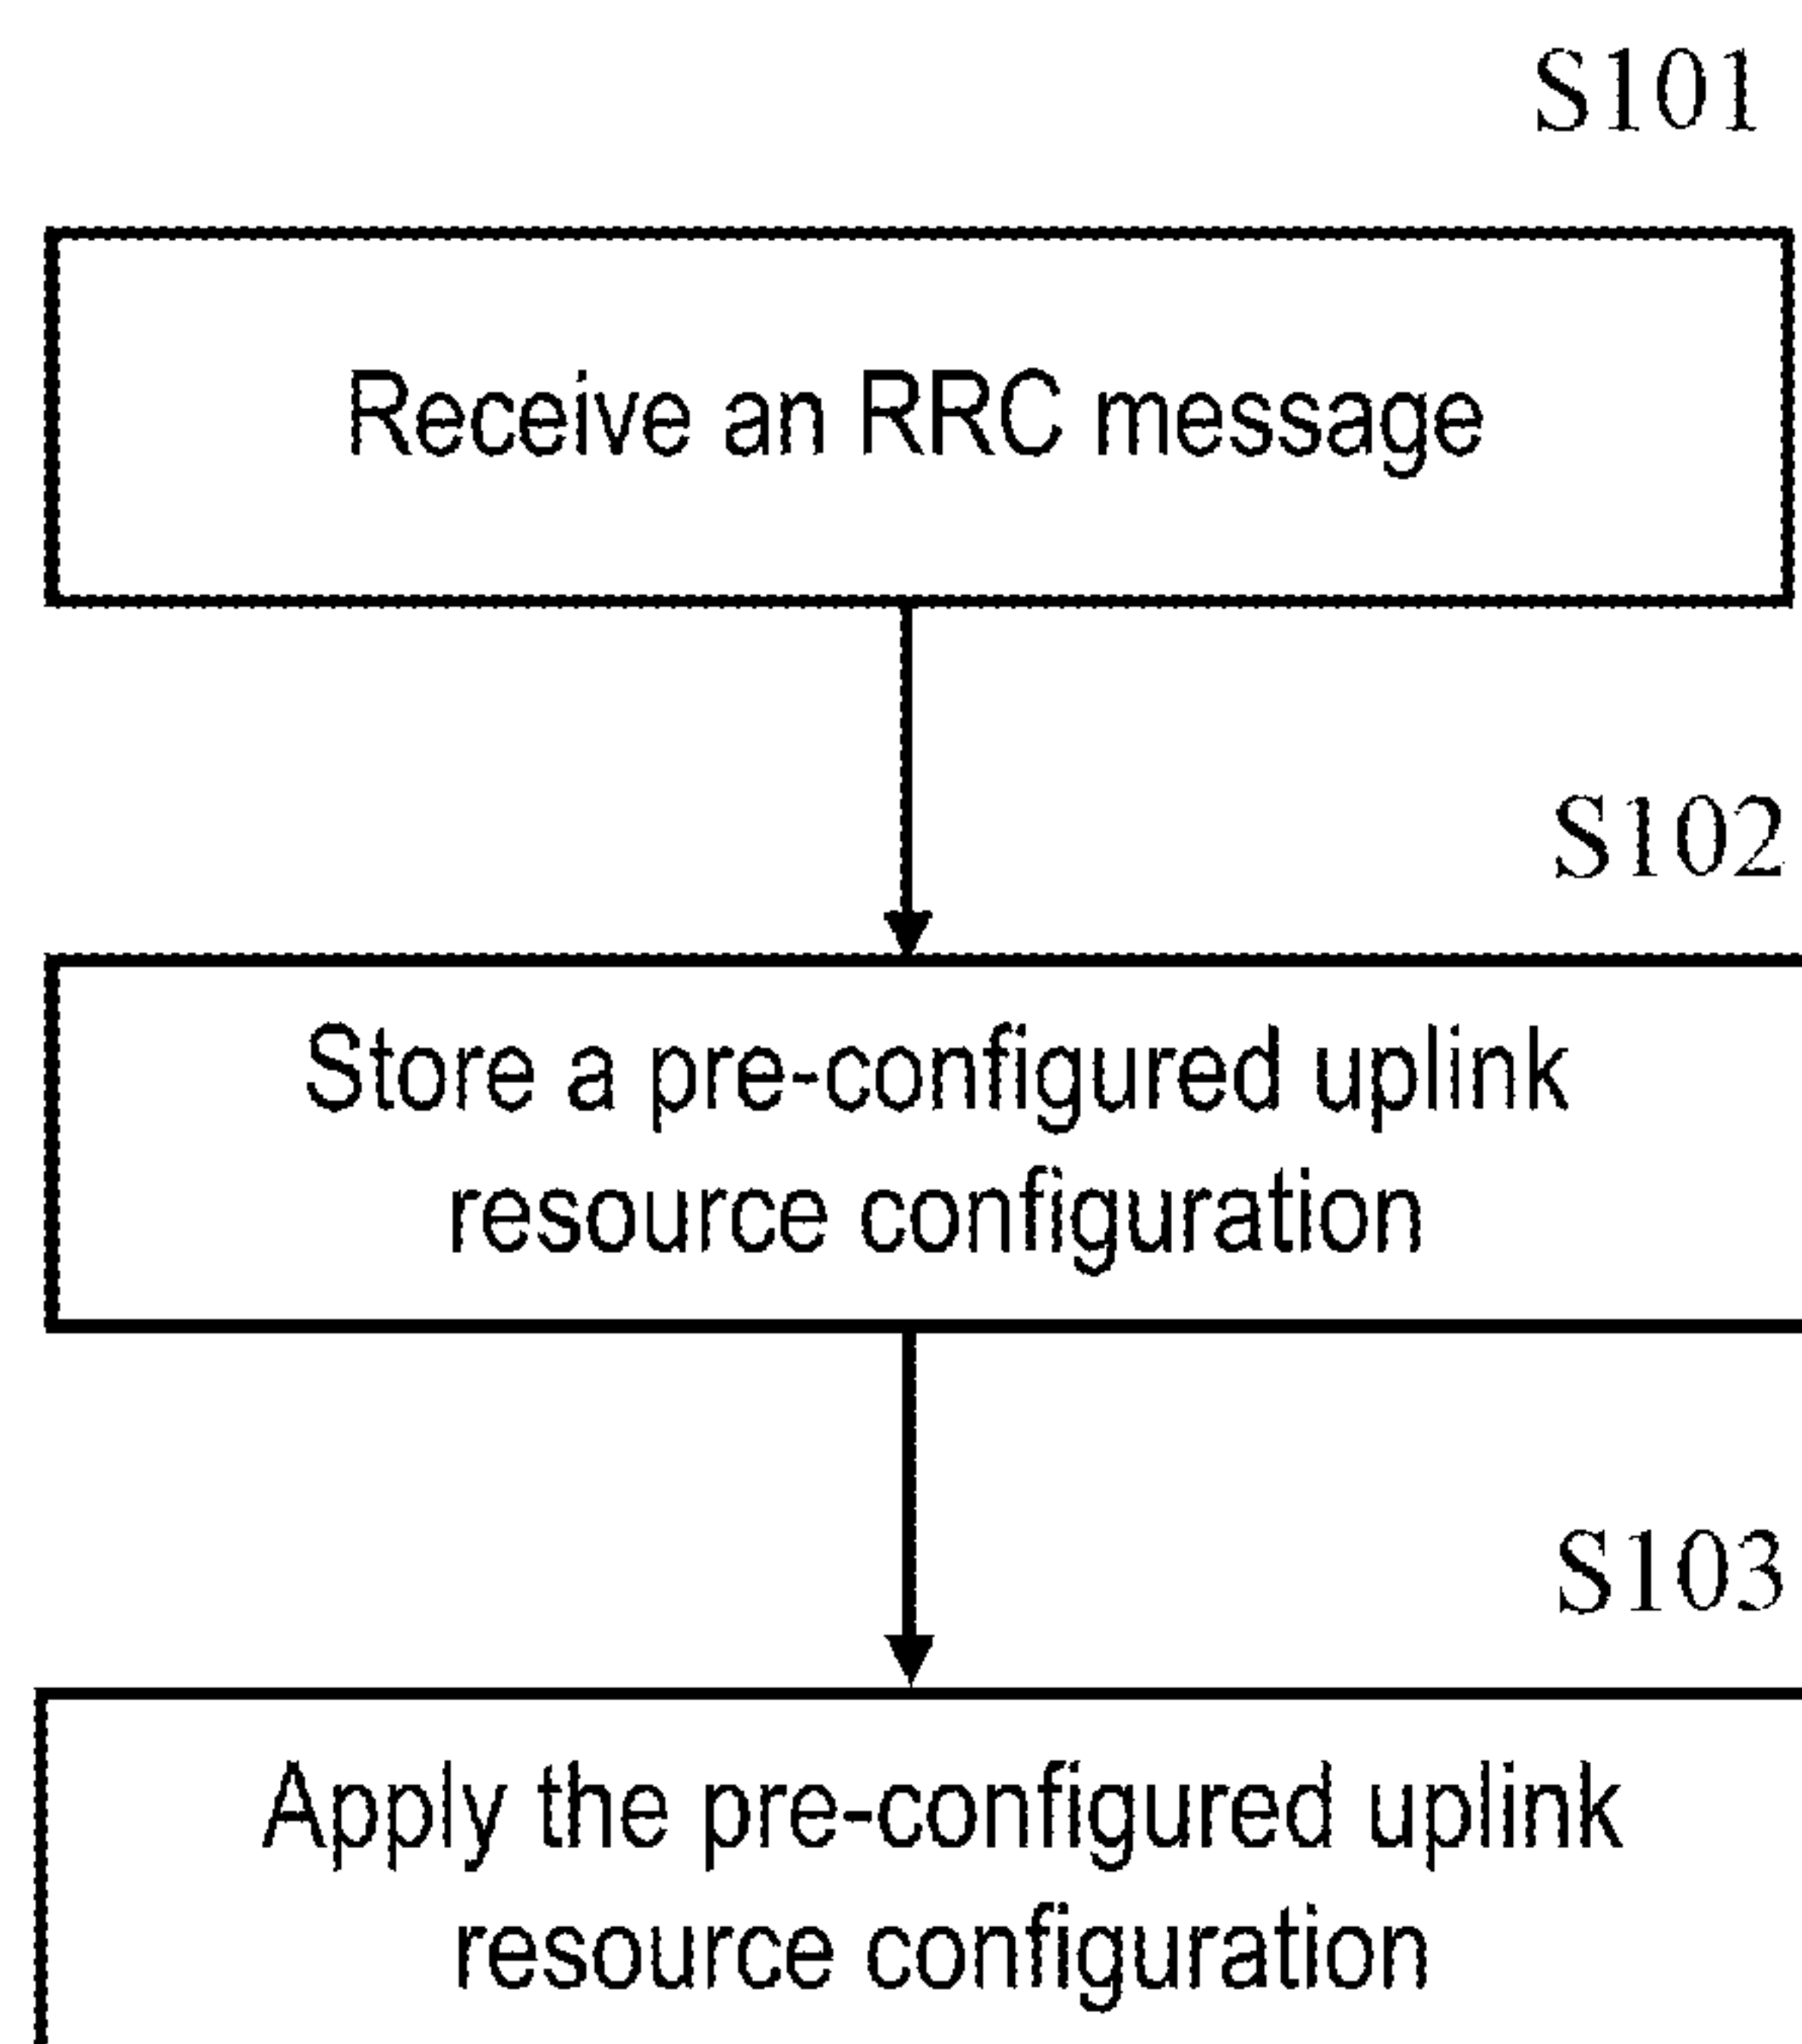 S101
Receive an RRC message
S102
Store a pre-configured uplink
resource configuration
S103
Apply the pre-configured uplink
resource configuration